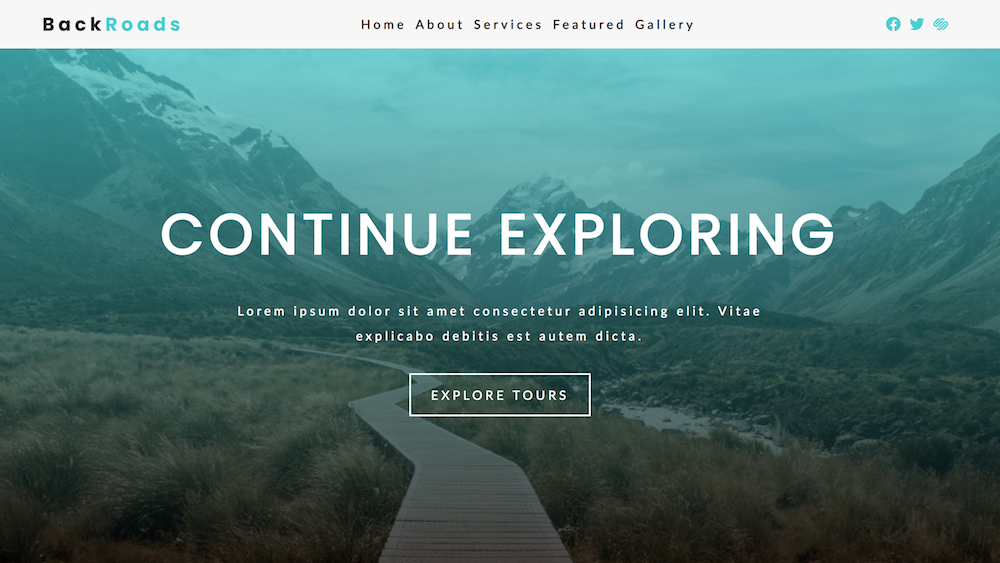 BackRoads
Home About Services Featured Gallery
CONTINUE EXPLORING
Lorem ipsum dolor sit amet consectetur adipisicing elit. Vitae
explicabo debitis est autem dicta.
EXPLORE TOURS